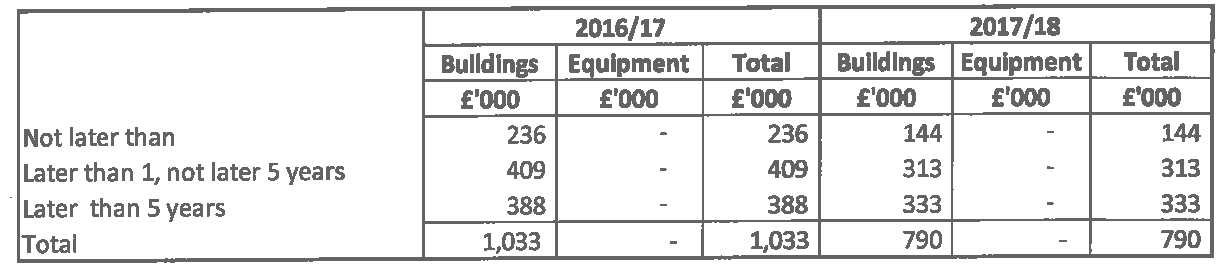 2016/17 2017/18
Buildings Equipment Total Buildings Equipment Total
£'000 £'000 £'000 £'000 £'000 £'000
Not later than 236 - 236 144 - 144
Later than 1, not later 5 years 409 - 409 313 - 313
Later than 5 years 388 - 388 333 - 333
Total 1,033 - 1,033 790 - 790